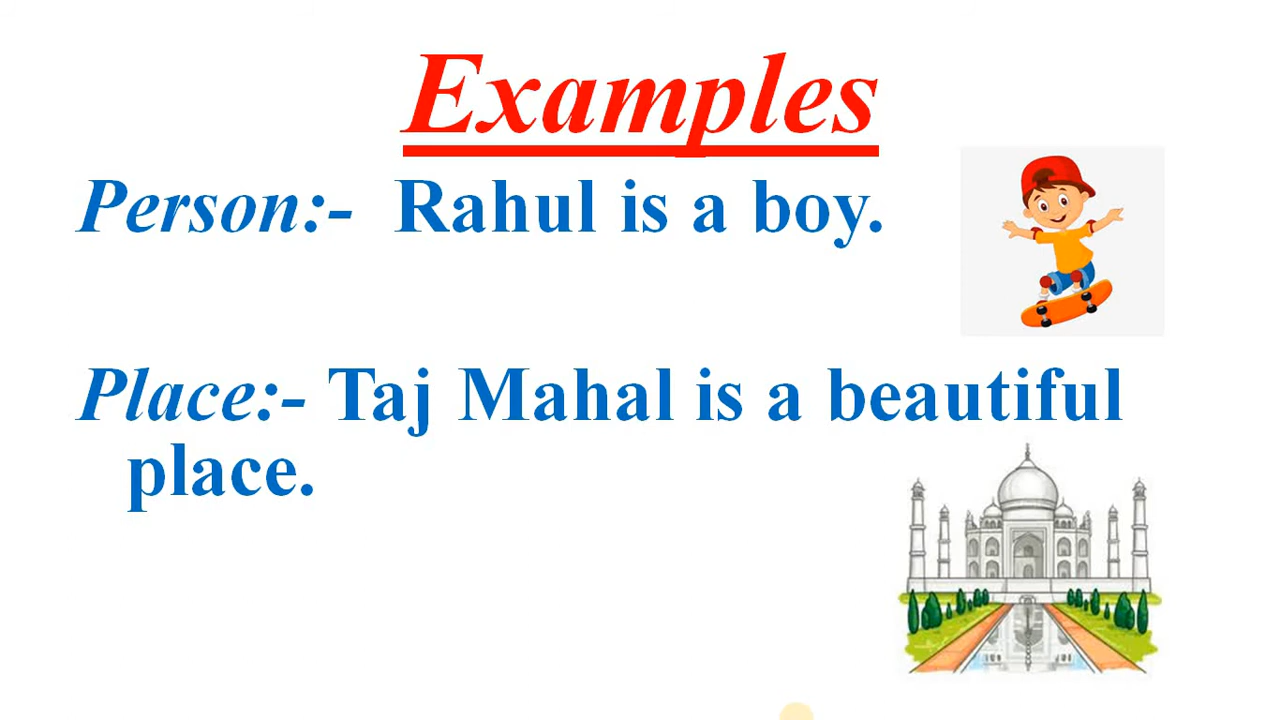 Examples
Person:- Rahul is a boy.
Place:- Taj Mahal is a beautiful
place.